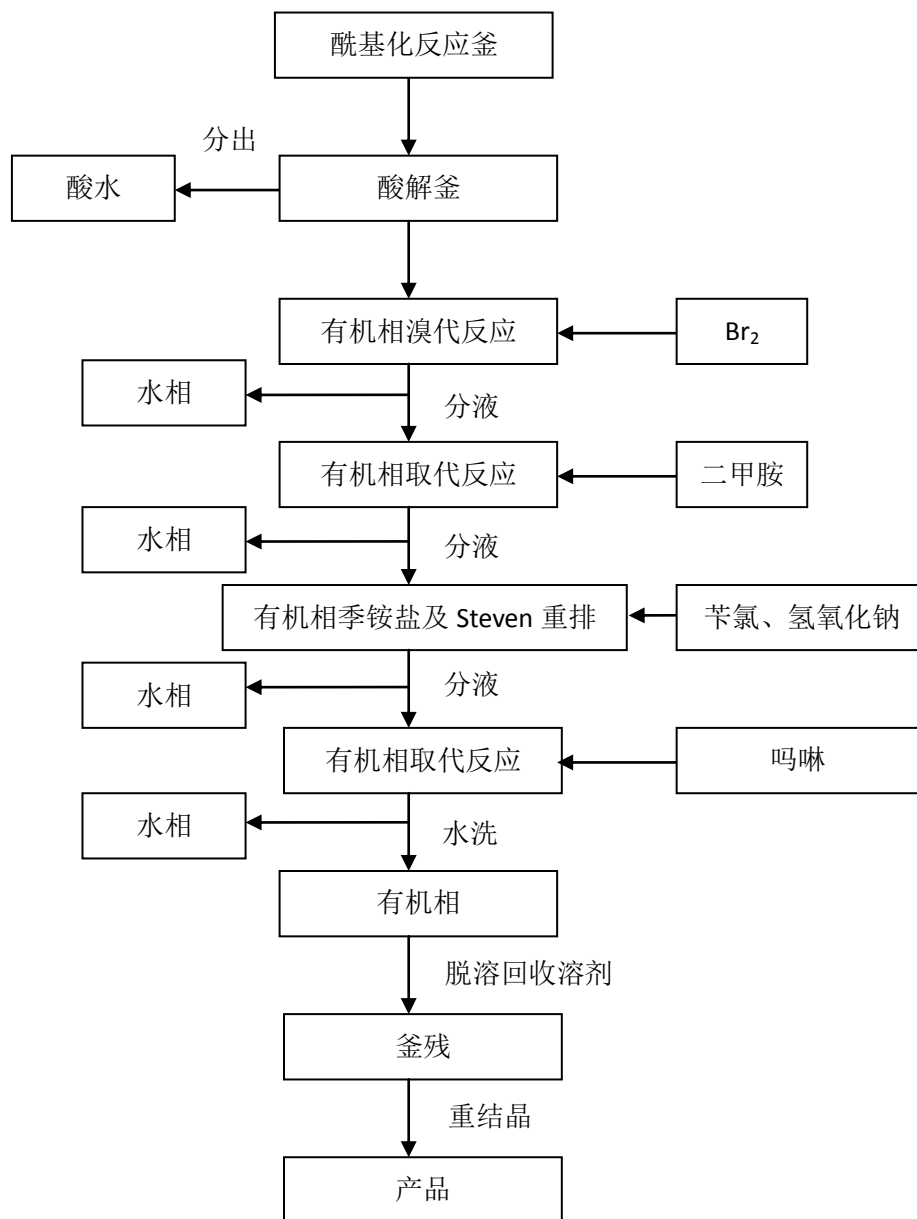 酰基化反应釜
分出
酸水
酸解釜
有机相溴代反应
Br₂
水相
分液
有机相取代反应
二甲胺
水相
分液
有机相季铵盐及 Steven 重排
苄氯、氢氧化钠
水相
分液
有机相取代反应
吗啉
水相
水洗
有机相
脱溶回收溶剂
釜残
重结晶
产品